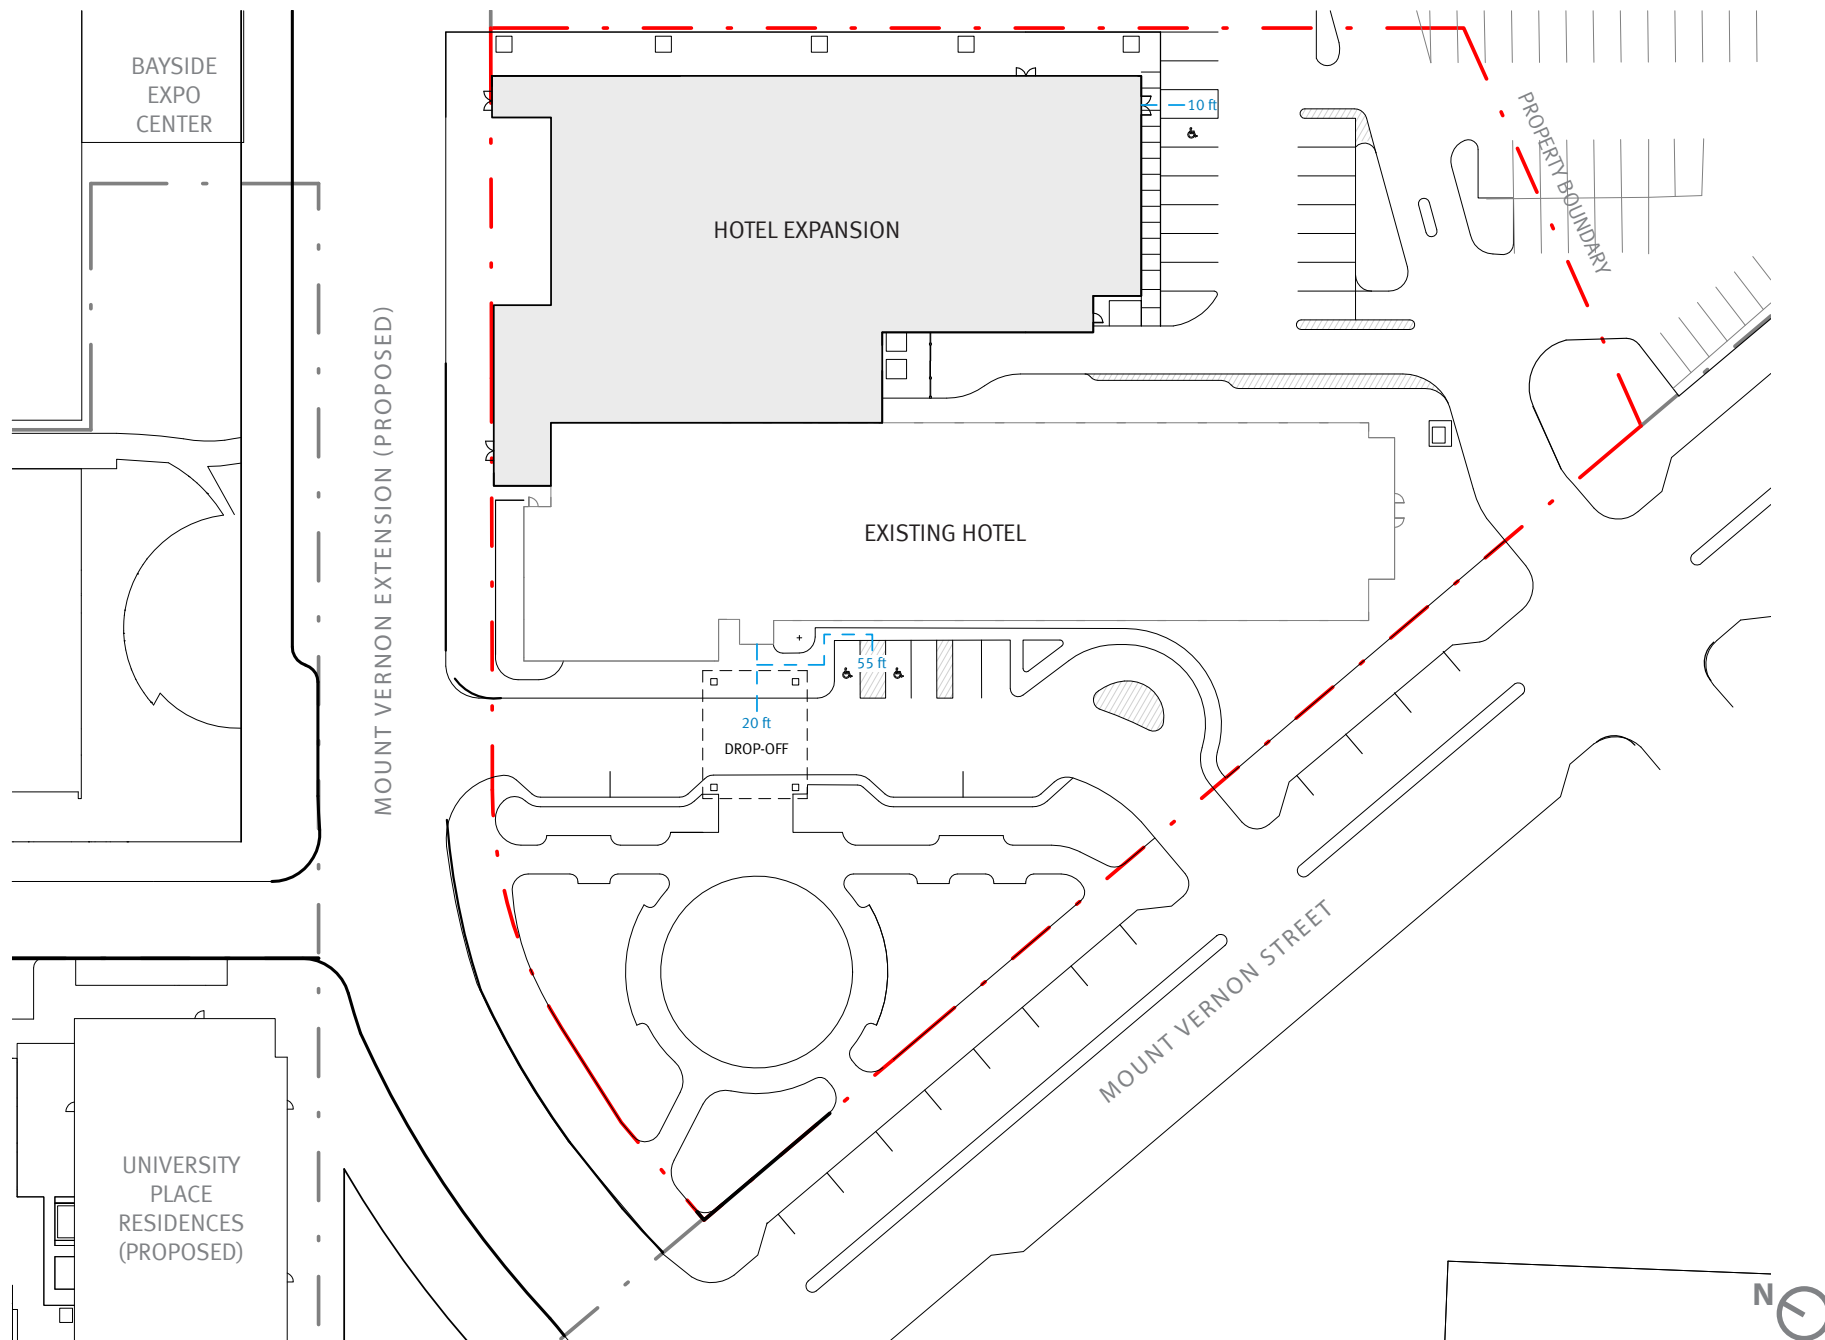 BAYSIDE
EXPO
CENTER
10 ft
PROPERTY BOUNDARY
HOTEL EXPANSION
MOUNT VERNON EXTENSION (PROPOSED)
EXISTING HOTEL
55 ft
20 ft
DROP-OFF
MOUNT VERNON STREET
UNIVERSITY
PLACE
RESIDENCES
(PROPOSED)
N